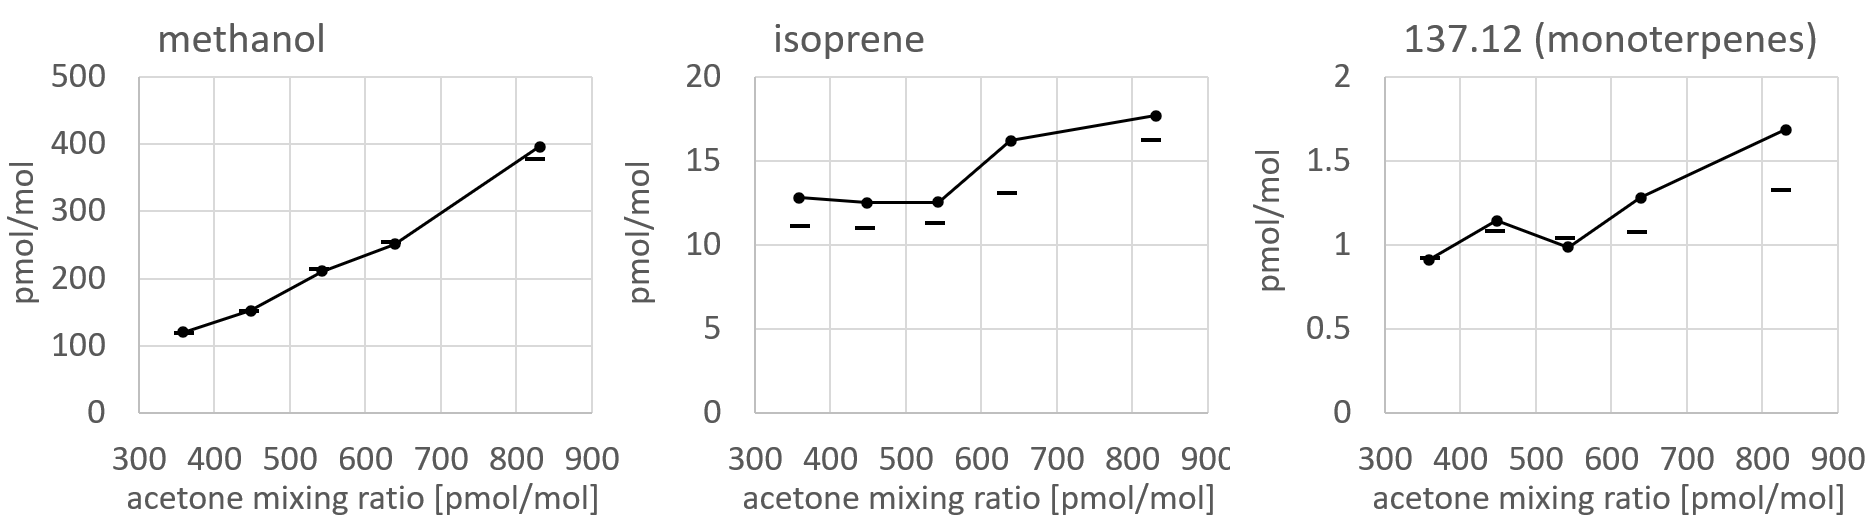 methanol
500
400
300
200
100
0
pmol/mol
300 400 500 600 700 800 900
acetone mixing ratio [pmol/mol]
isoprene
20
15
10
5
0
pmol/mol
300 400 500 600 700 800 900
acetone mixing ratio [pmol/mol]
137.12 (monoterpenes)
2
1.5
1
0.5
0
pmol/mol
300 400 500 600 700 800 900
acetone mixing ratio [pmol/mol]